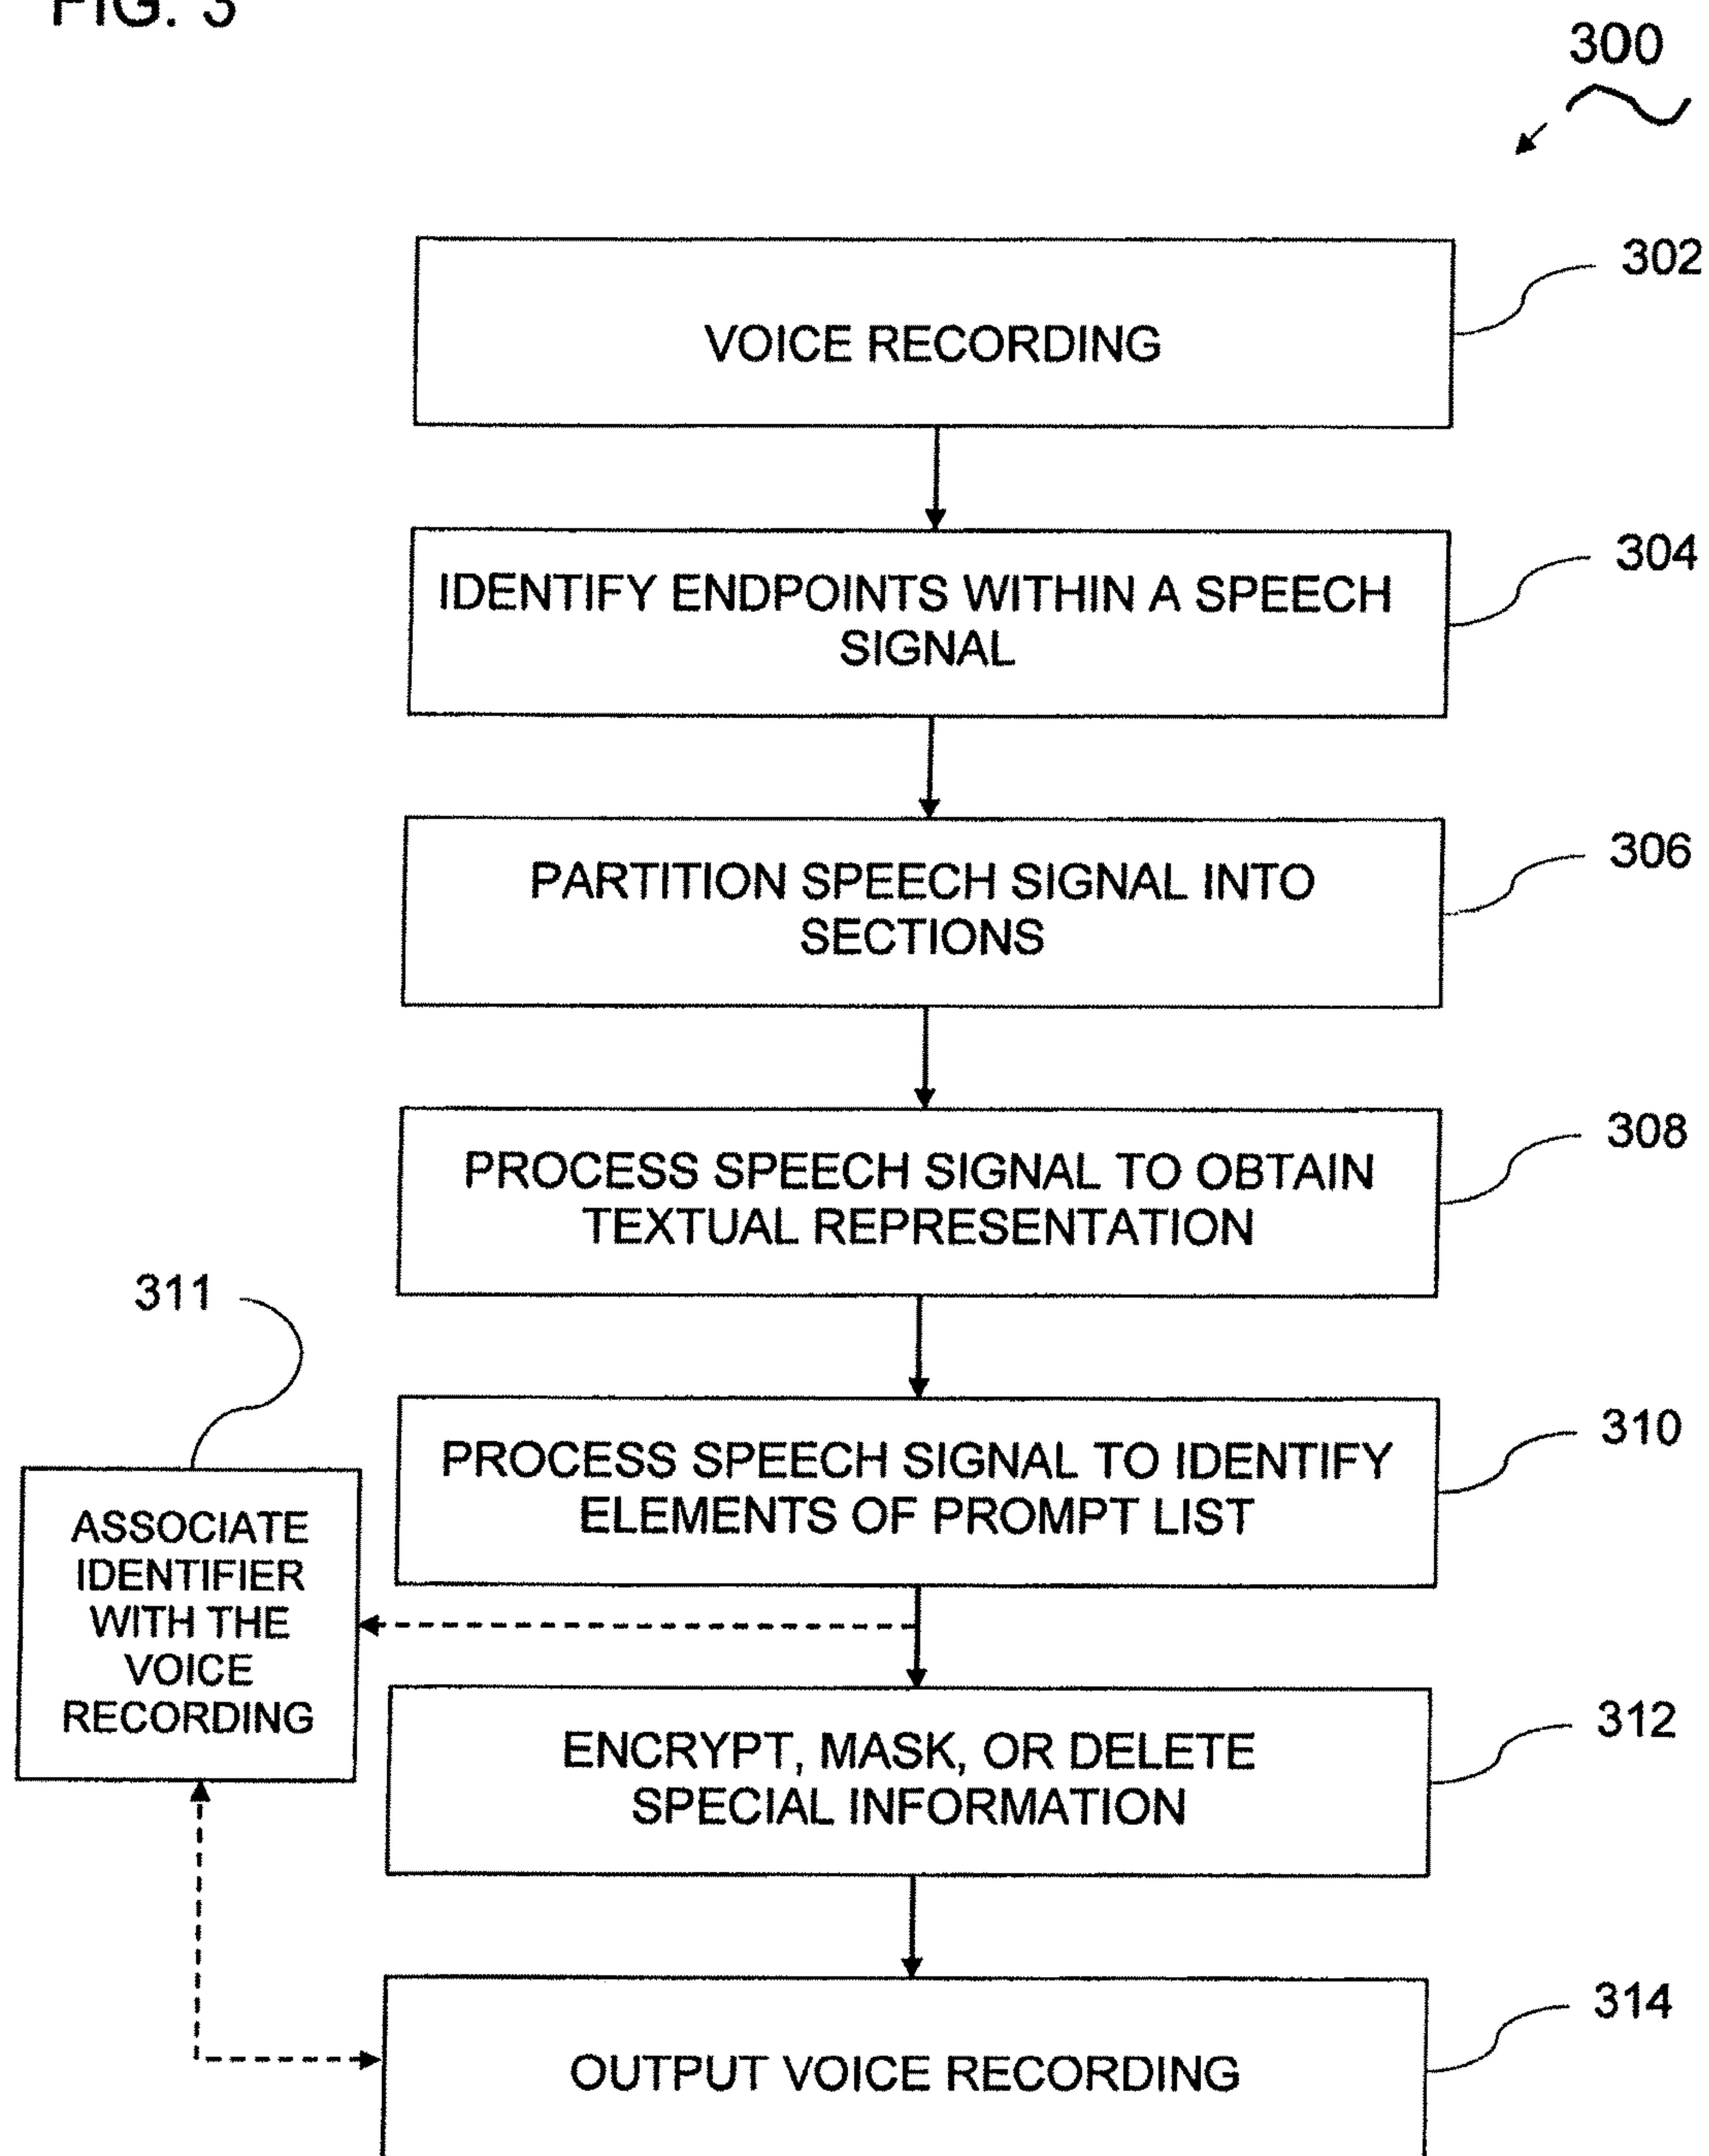 FIG. 3
300
302
VOICE RECORDING
304
IDENTIFY ENDPOINTS WITHIN A SPEECH
SIGNAL
306
PARTITION SPEECH SIGNAL INTO
SECTIONS
308
PROCESS SPEECH SIGNAL TO OBTAIN
TEXTUAL REPRESENTATION
311
310
PROCESS SPEECH SIGNAL TO IDENTIFY
ELEMENTS OF PROMPT LIST
ASSOCIATE
IDENTIFIER
WITH THE
VOICE
RECORDING
312
ENCRYPT, MASK, OR DELETE
SPECIAL INFORMATION
314
OUTPUT VOICE RECORDING